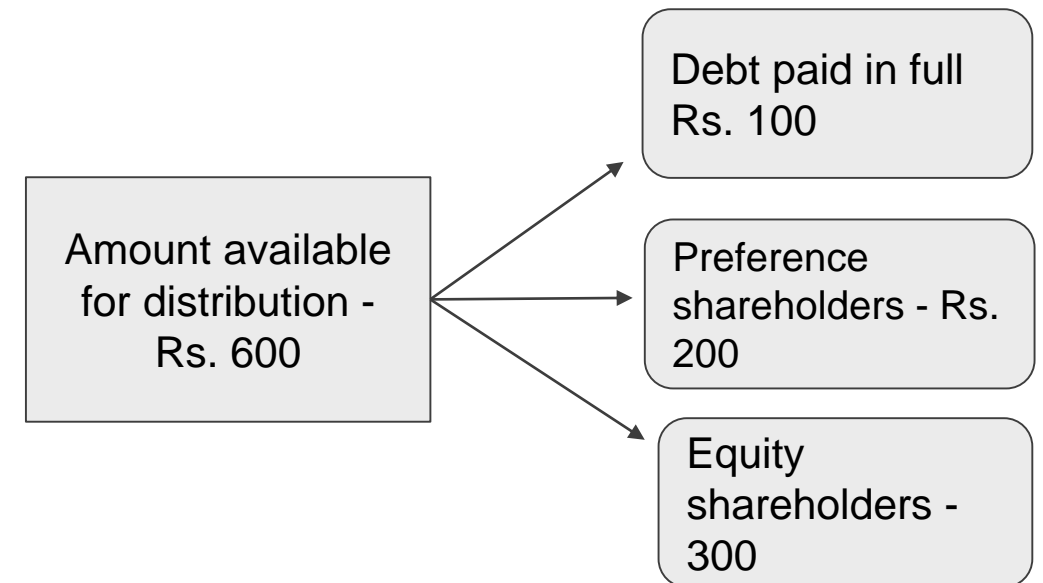 Amount available
for distribution -
Rs. 600
Debt paid in full
Rs. 100
Preference
shareholders - Rs.
200
Equity
shareholders -
300